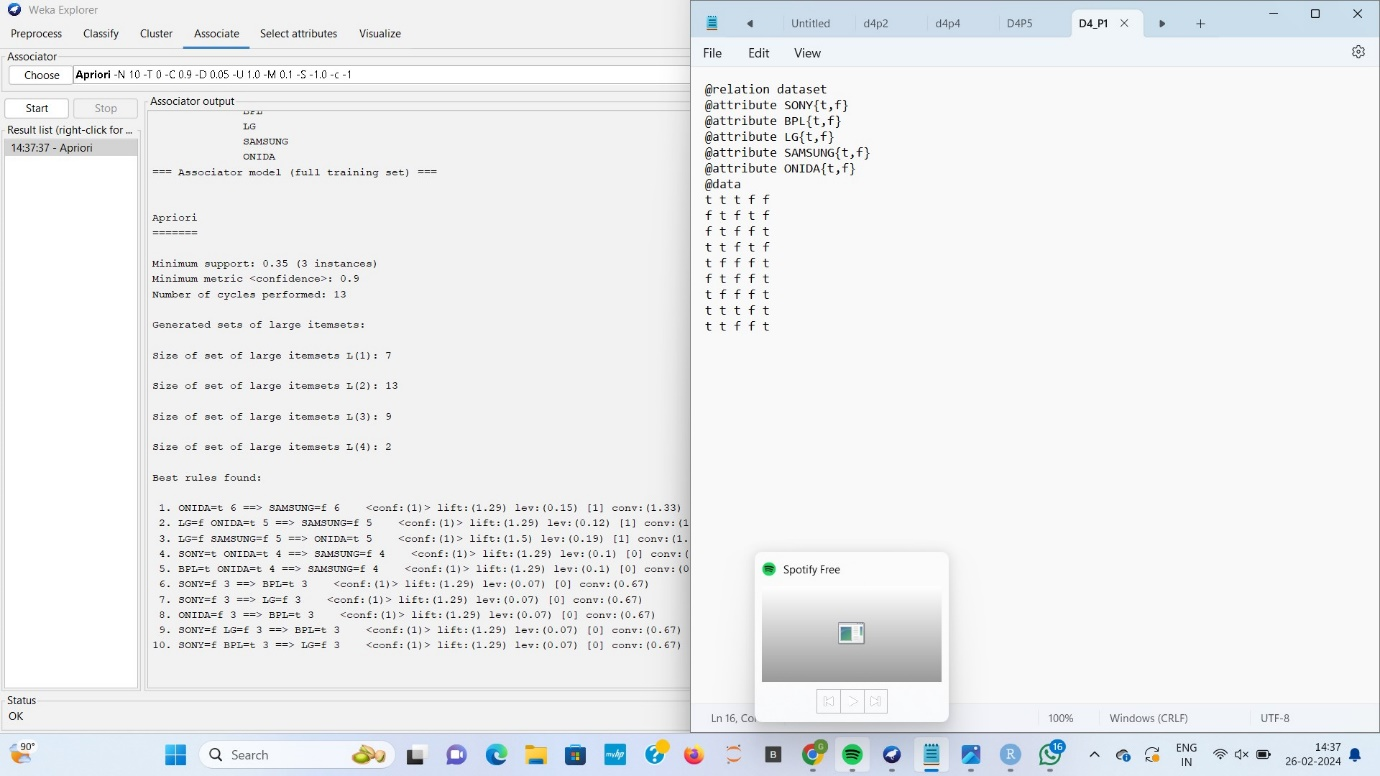 Weka Explorer
Preprocess Classify Cluster Associate Select attributes Visualize
Associator
Choose Apriori -N 10 -T 0 -C 0.9 -D 0.05 -U 1.0 -M 0.1 -S -1.0 -c -1
Start Stop
Result list (right-click for ...
14:37:37 - Apriori
Associator output
BPL
LG
SAMSUNG
ONIDA
=== Associator model (full training set) ===
Apriori
=======
Minimum support: 0.35 (3 instances)
Minimum metric <confidence>: 0.9
Number of cycles performed: 13
Generated sets of large itemsets:
Size of set of large itemsets L(1): 7
Size of set of large itemsets L(2): 13
Size of set of large itemsets L(3): 9
Size of set of large itemsets L(4): 2
Best rules found:
1. ONIDA=t 6 ==> SAMSUNG=f 6 <conf:(1)> lift:(1.29) lev:(0.15) [1] conv:(1.33)
2. LG=f ONIDA=t 5 ==> SAMSUNG=f 5 <conf:(1)> lift:(1.29) lev:(0.12) [1] conv:(1
3. LG=f SAMSUNG=f 5 ==> ONIDA=t 5 <conf:(1)> lift:(1.5) lev:(0.19) [1] conv:(1.
4. SONY=t ONIDA=t 4 ==> SAMSUNG=f 4 <conf:(1)> lift:(1.29) lev:(0.1) [0] conv:(
5. BPL=t ONIDA=t 4 ==> SAMSUNG=f 4 <conf:(1)> lift:(1.29) lev:(0.1) [0] conv:(0
6. SONY=f 3 ==> BPL=t 3 <conf:(1)> lift:(1.29) lev:(0.07) [0] conv:(0.67)
7. SONY=f 3 ==> LG=f 3 <conf:(1)> lift:(1.29) lev:(0.07) [0] conv:(0.67)
8. ONIDA=f 3 ==> BPL=t 3 <conf:(1)> lift:(1.29) lev:(0.07) [0] conv:(0.67)
9. SONY=f LG=f 3 ==> BPL=t 3 <conf:(1)> lift:(1.29) lev:(0.07) [0] conv:(0.67)
10. SONY=f BPL=t 3 ==> LG=f 3 <conf:(1)> lift:(1.29) lev:(0.07) [0] conv:(0.67)
Status
OK
Untitled d4p2 d4p4 D4P5 D4_P1
File Edit View
@relation dataset
@attribute SONY{t,f}
@attribute BPL{t,f}
@attribute LG{t,f}
@attribute SAMSUNG{t,f}
@attribute ONIDA{t,f}
@data
t t t f f
f t f t f
f t f f t
t t f t f
t f f f t
f t f f t
t f f f t
t t t f t
t t f f t
Spotify Free
Ln 16, Co 100% Windows (CRLF) UTF-8
90° Search myhp B G R 16 ENG 14:37
IN 26-02-2024